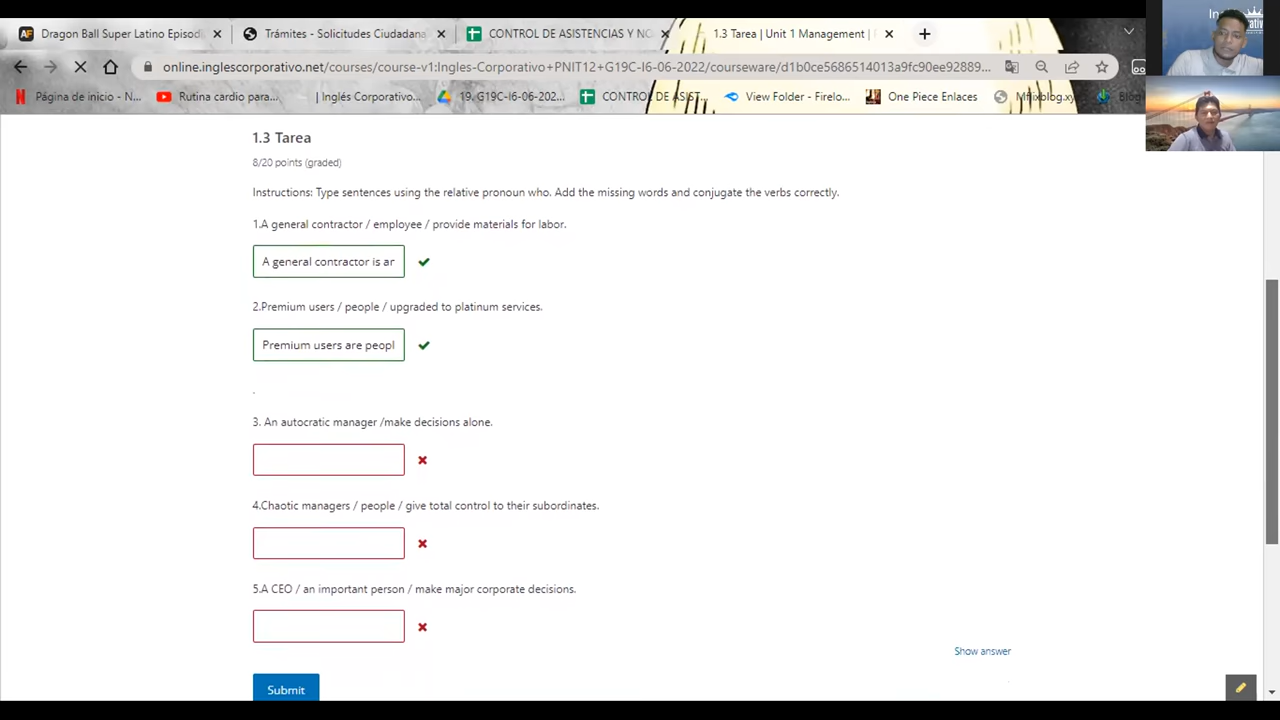 Dragon Ball Super Latino Episod
Trámites - Solicitudes Ciudadana
CONTROL DE ASISTENCIAS Y NO
1.3 Tarea | Unit 1 Management |
online.inglescorporativo.net/courses/course-v1:Ingles-Corporativo+PNIT12+G19C-I6-06-2022/courseware/d1b0ce5686514013a9fc90ee92889...
Página de inicio - N...
Rutina cardio para...
| Inglés Corporativo...
19. G19C-I6-06-202...
CONTROL DE ASIST...
View Folder - Firelo...
One Piece Enlaces
Mflixblog.xy
1.3 Tarea
8/20 points (graded)
Instructions: Type sentences using the relative pronoun who. Add the missing words and conjugate the verbs correctly.
1.A general contractor / employee / provide materials for labor.
A general contractor is ar
2.Premium users / people / upgraded to platinum services.
Premium users are peopl
.
3. An autocratic manager /make decisions alone.
4.Chaotic managers / people / give total control to their subordinates.
5.A CEO / an important person / make major corporate decisions.
Show answer
Submit